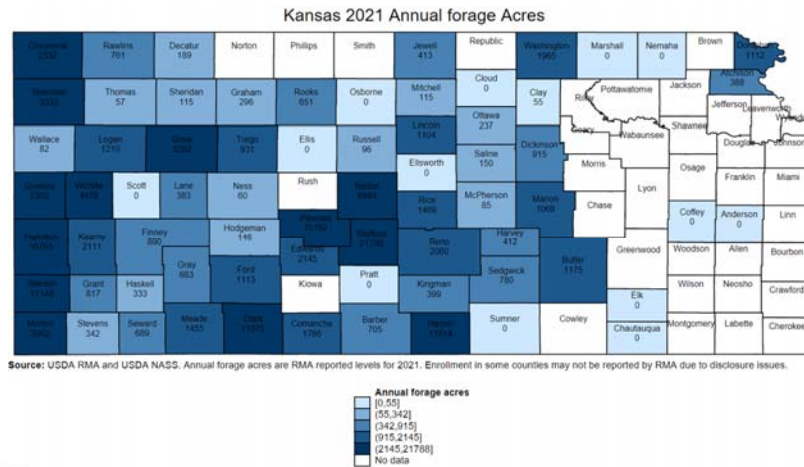 Kansas 2021 Annual forage Acres
Rawlins Decatur Norton Phillips Smith Jewell Republic Washington Marshall Nemaha Brown
761 189 413 1965 0 0 1112
Cloud Atchison
0 388
Thomas Sheridan Graham Rooks Osborne Mitchell Clay Pottawatomie Jackson
57 115 296 651 0 115 55
Ottawa Jefferson Leavenworth
237
Wallace Logan Trego Ellis Russell Lincoln Dickinson Wabaunsee Shawnee Douglas Johnson
82 1210 931 0 96 1104 915
Saline
150
Ellsworth Morris Osage Franklin Miami
0
Wichita Scott Lane Ness Rush Rice McPherson Marion Chase Lyon
0 383 60 1469 85 1069
Coffey Anderson Linn
0 0
Kearny Finney Hodgeman Reno Harvey Greenwood Woodson Allen Bourbon
2111 890 146 2145 2060 412
Grant Haskell Gray Ford Kiowa Pratt Kingman Sedgwick Butler Wilson Neosho Crawford
817 333 663 1113 0 399 780 1175
Elk
0
Stevens Seward Meade Comanche Barber Harper Sumner Cowley Chautauqua Montgomery Labette Cherokee
342 689 1455 705 0 0
Source: USDA RMA and USDA NASS. Annual forage acres are RMA reported levels for 2021. Enrollment in some counties may not be reported by RMA due to disclosure issues.
Annual forage acres
[0,55]
(55,342]
(342,915]
(915,2145]
(2145,21788]
No data